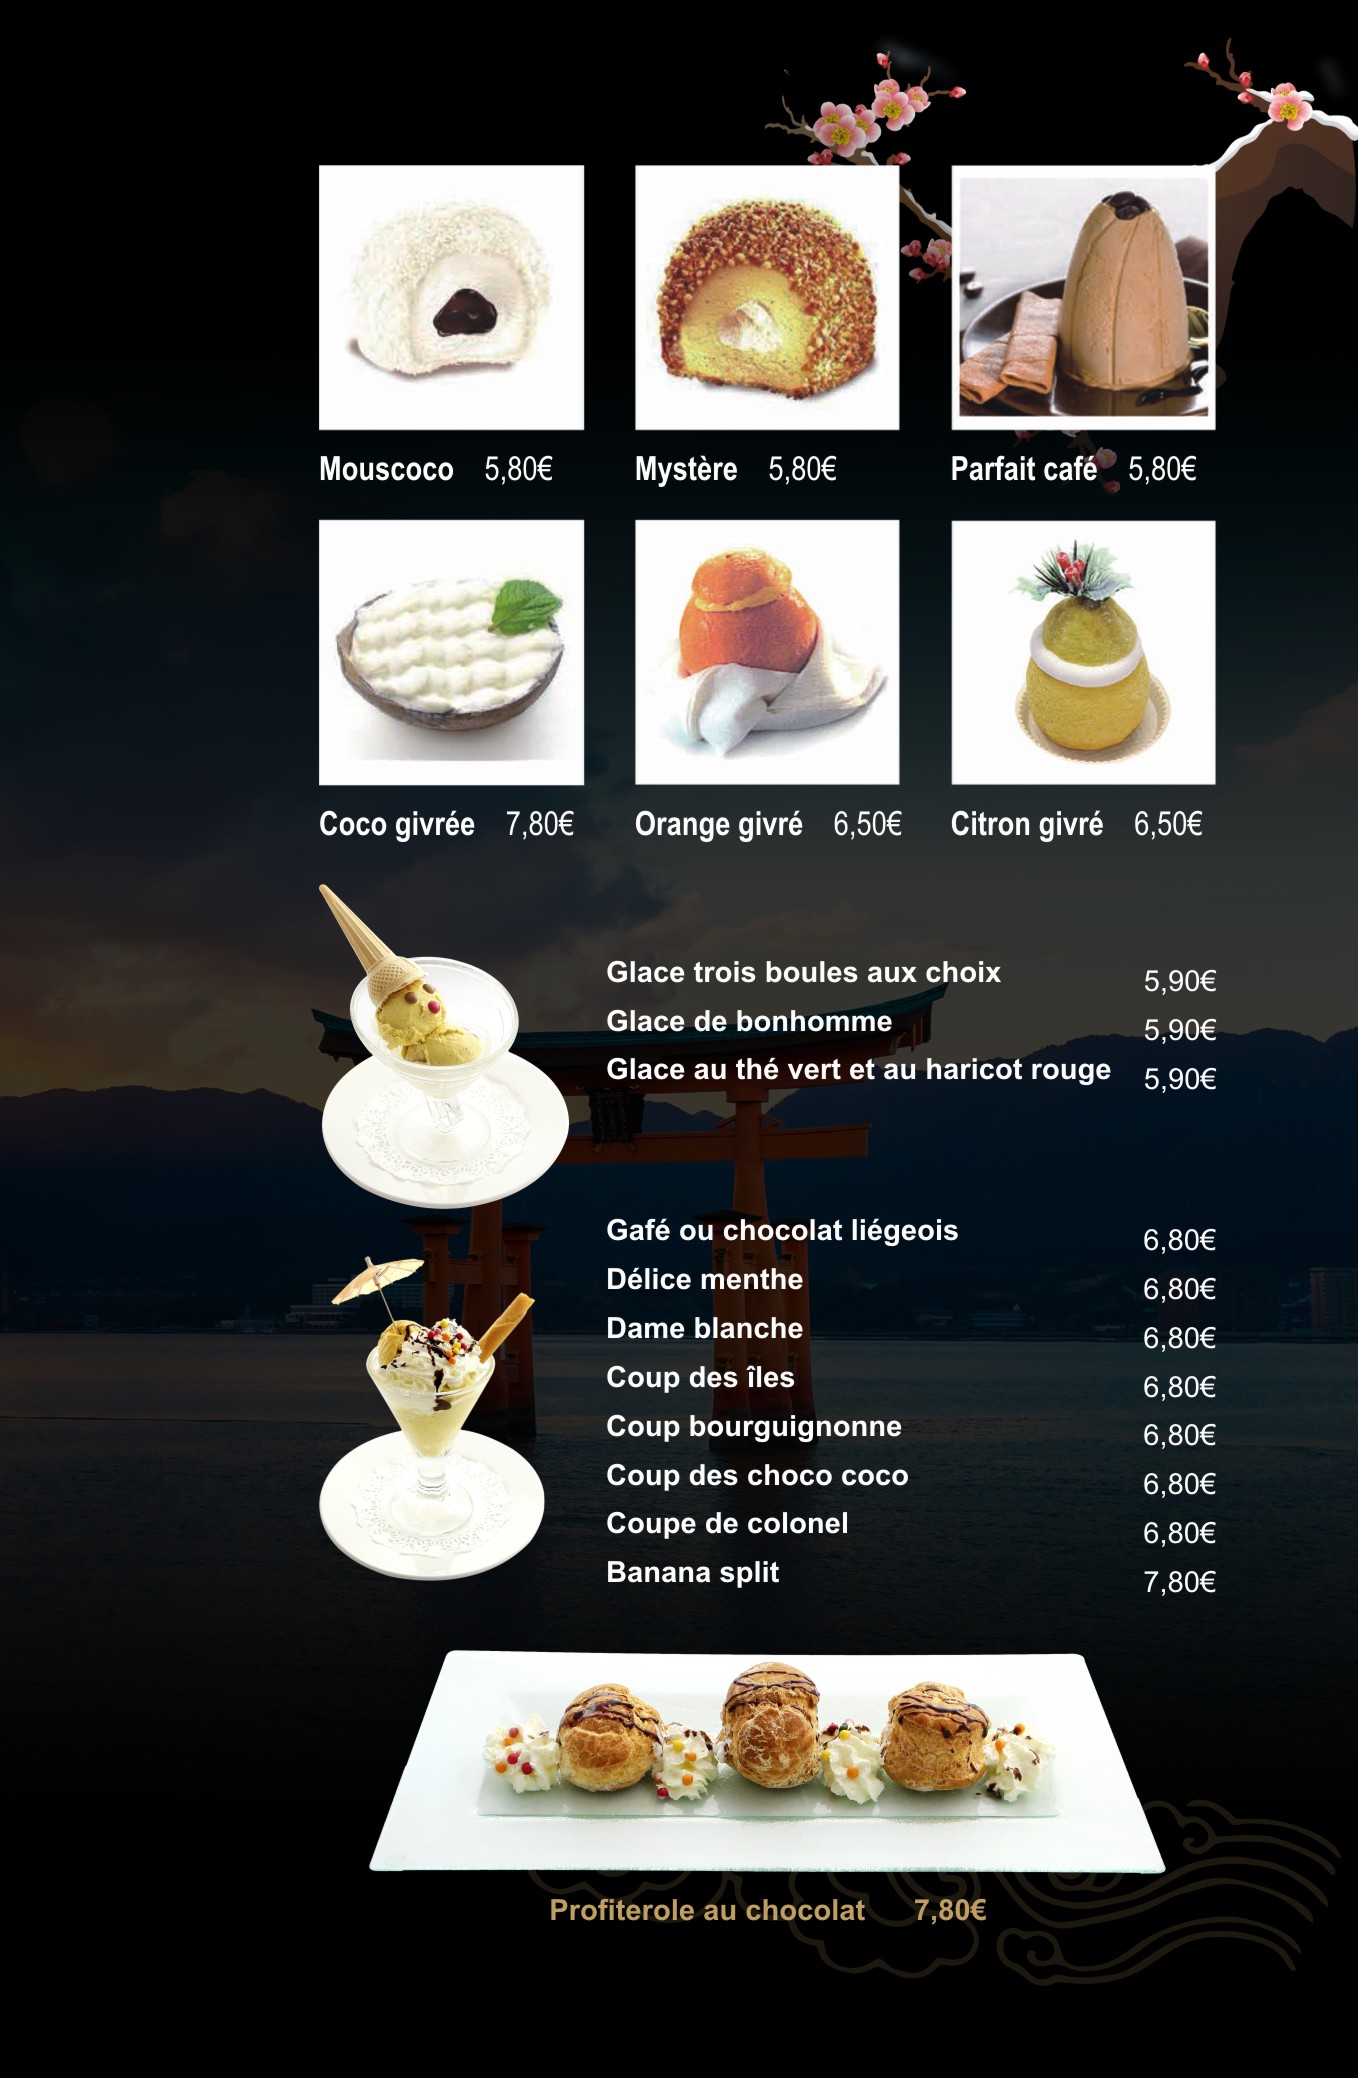 Mouscoco 5,80€
Mystère 5,80€
Parfait café 5,80€
Coco givrée 7,80€
Orange givré 6,50€
Citron givré 6,50€
Glace trois boules aux choix 5,90€
Glace de bonhomme 5,90€
Glace au thé vert et au haricot rouge 5,90€
Gafé ou chocolat liégeois 6,80€
Délice menthe 6,80€
Dame blanche 6,80€
Coup des îles 6,80€
Coup bourguignonne 6,80€
Coup des choco coco 6,80€
Coupe de colonel 6,80€
Banana split 7,80€
Profiterole au chocolat 7,80€